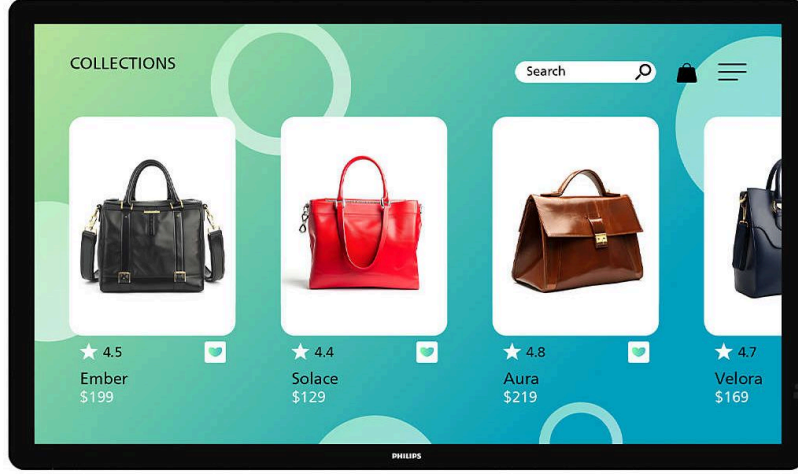 COLLECTIONS
Search
4.5
Ember
$199
4.4
Solace
$129
4.8
Aura
$219
4.7
Velora
$169
PHILIPS